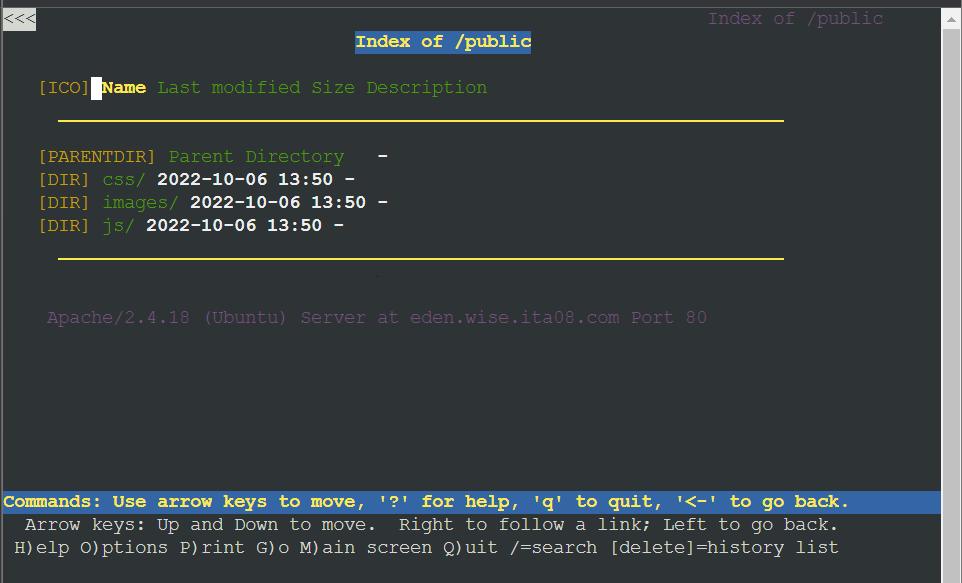 <<<
Index of /public
Index of /public
[ICO] Name Last modified Size Description
[PARENTDIR] Parent Directory -
[DIR] css/ 2022-10-06 13:50 -
[DIR] images/ 2022-10-06 13:50 -
[DIR] js/ 2022-10-06 13:50 -
Apache/2.4.18 (Ubuntu) Server at eden.wise.ita08.com Port 80
Commands: Use arrow keys to move, '?' for help, 'q' to quit, '<-' to go back.
Arrow keys: Up and Down to move. Right to follow a link; Left to go back.
H)elp O)ptions P)rint G)o M)ain screen Q)uit /=search [delete]=history list